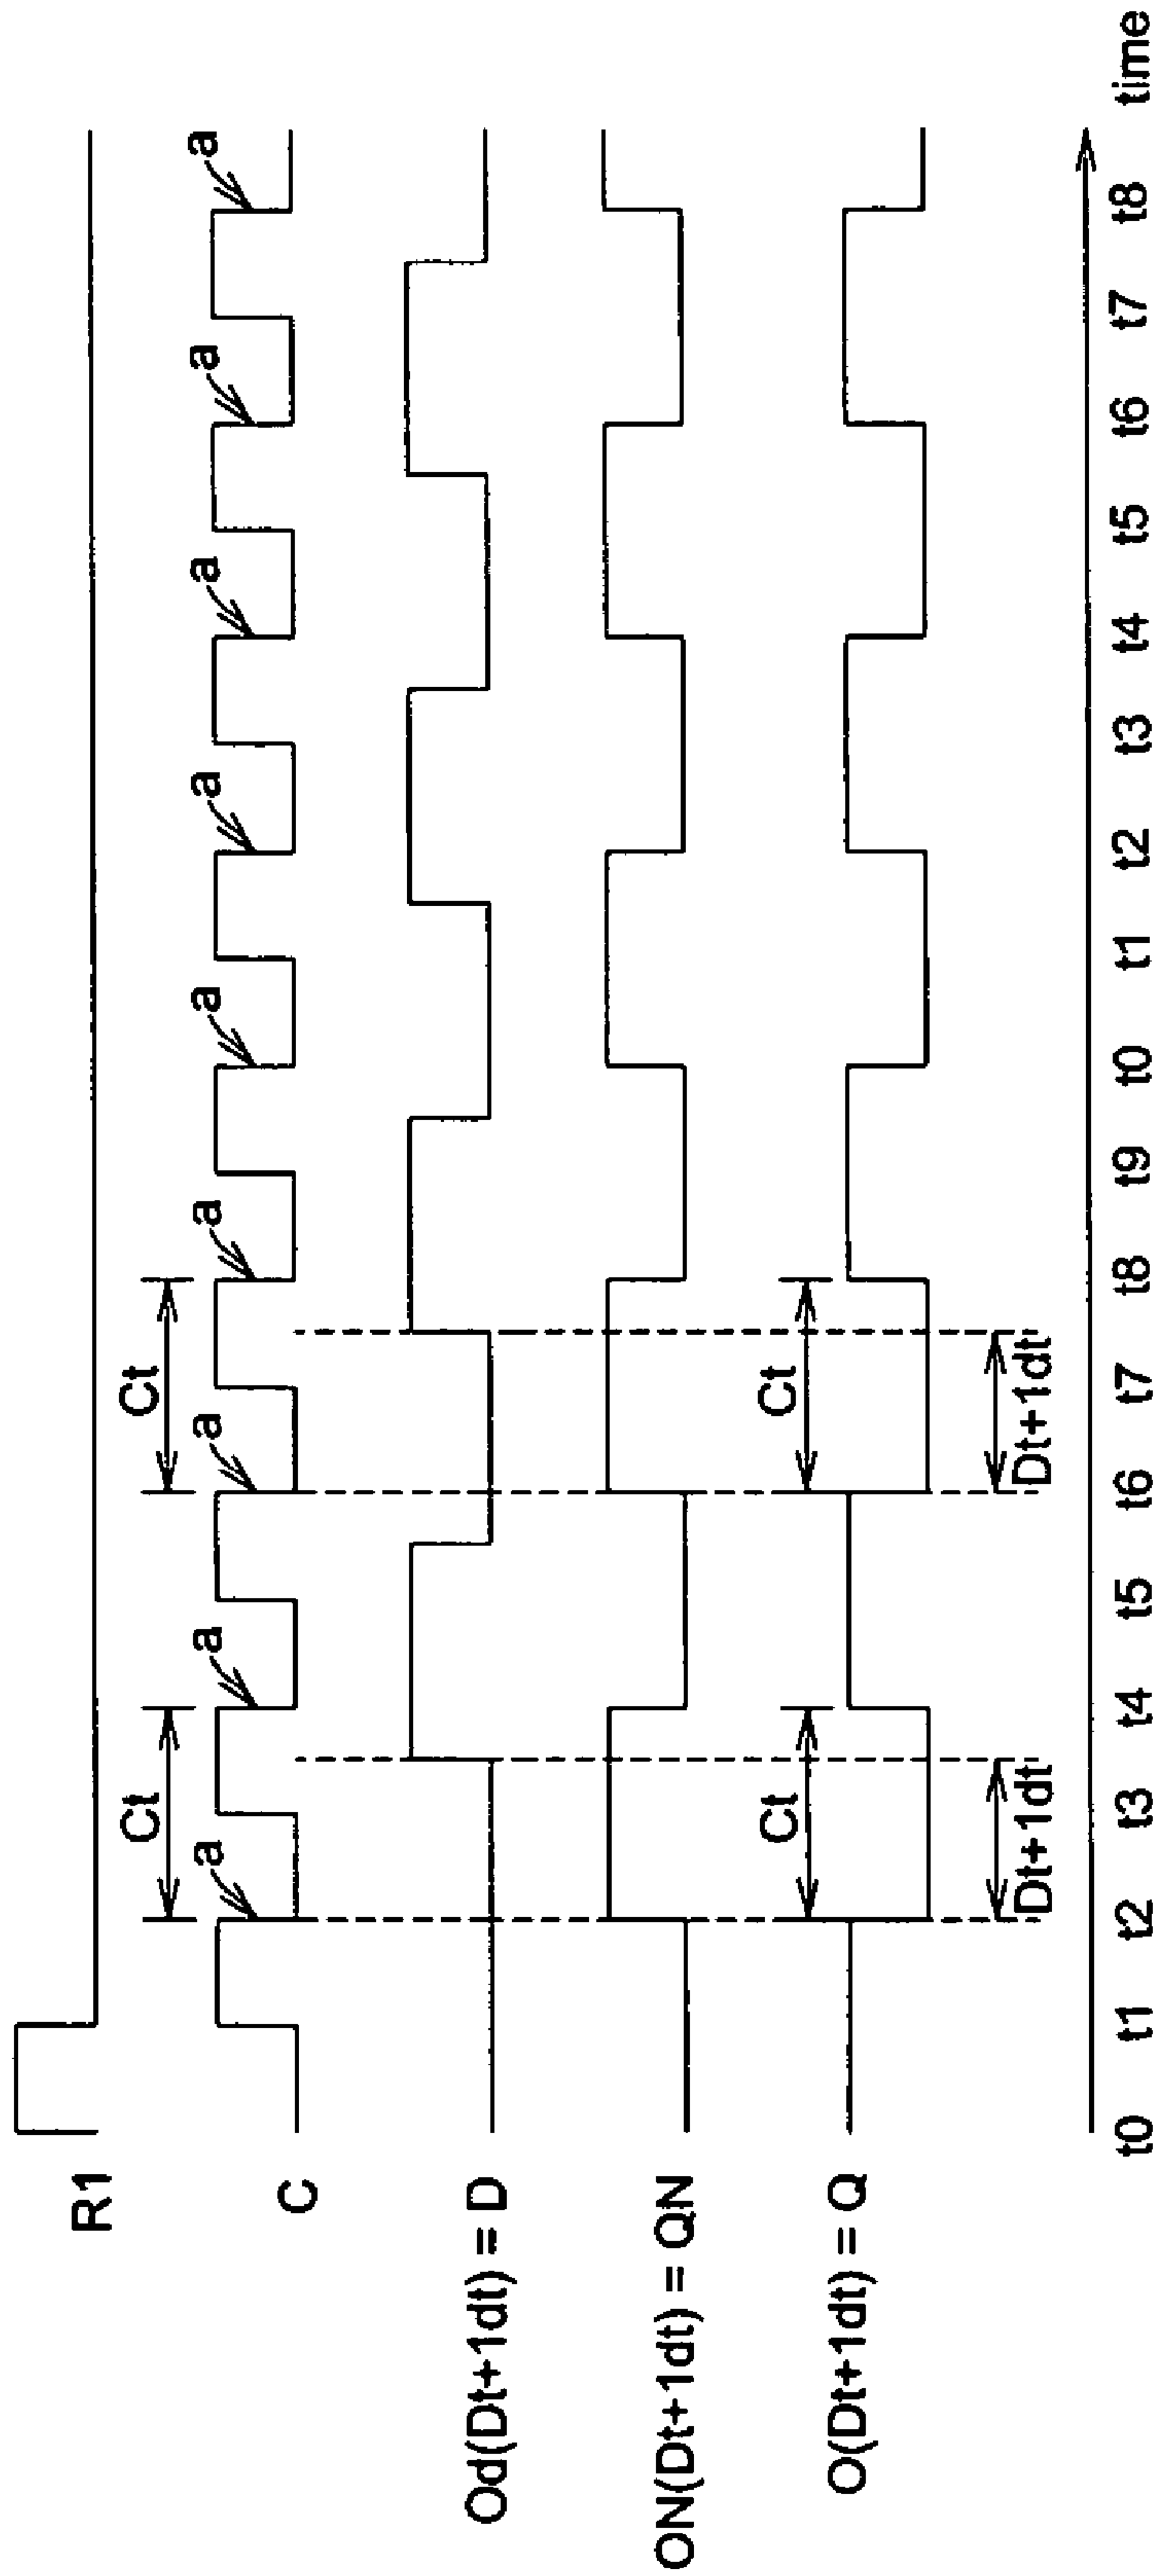 R1
Ct
Ct
a a a a a a a a a
C
Od(Dt+1dt) = D
ON(Dt+1dt) = QN
Ct
Ct
O(Dt+1dt) = Q
Dt+1dt
Dt+1dt
t0 t1 t2 t3 t4 t5 t6 t7 t8 t9 t0 t1 t2 t3 t4 t5 t6 t7 t8 time